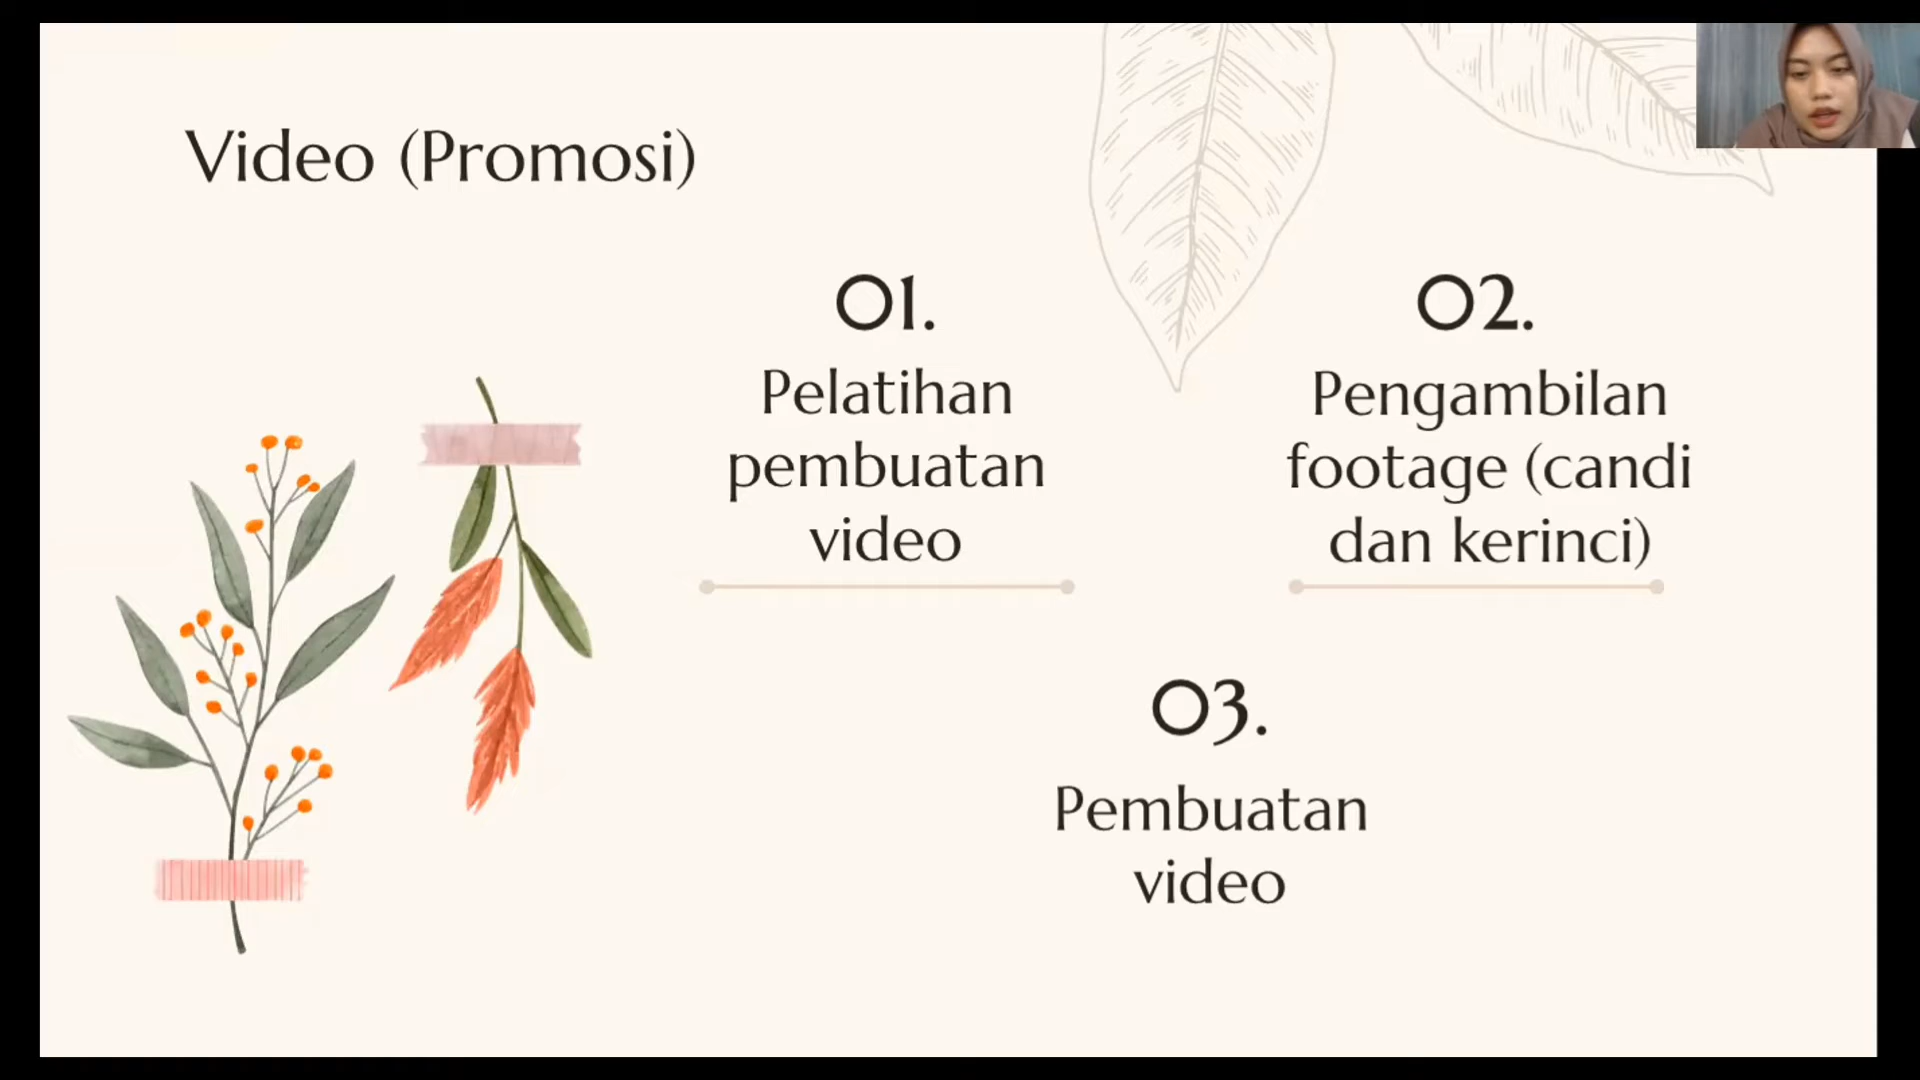 Video (Promosi)
01.
Pelatihan
pembuatan
video
02.
Pengambilan
footage (candi
dan kerinci)
03.
Pembuatan
video